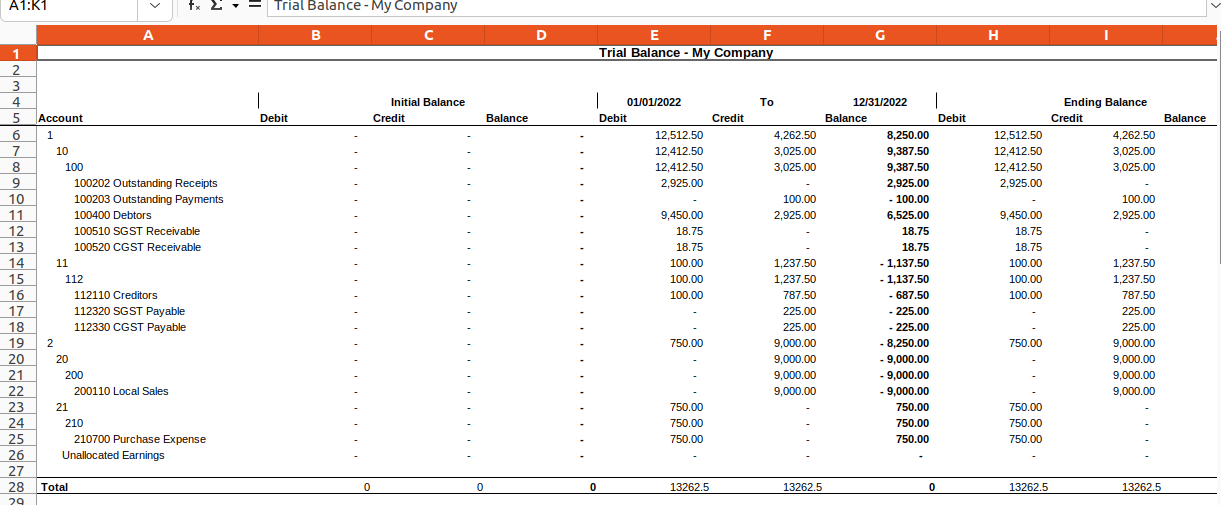 A1:K1 fx Σ = Trial Balance - My Company
A B C D E F G H I
1 Trial Balance - My Company
2
3
4 Initial Balance 01/01/2022 To 12/31/2022 Ending Balance
5 Account Debit Credit Balance Debit Credit Balance Debit Credit Balance
6 1 - - - 12,512.50 4,262.50 8,250.00 12,512.50 4,262.50
7 10 - - - 12,412.50 3,025.00 9,387.50 12,412.50 3,025.00
8 100 - - - 12,412.50 3,025.00 9,387.50 12,412.50 3,025.00
9 100202 Outstanding Receipts - - - 2,925.00 - 2,925.00 2,925.00 -
10 100203 Outstanding Payments - - - - 100.00 - 100.00 - 100.00
11 100400 Debtors - - - 9,450.00 2,925.00 6,525.00 9,450.00 2,925.00
12 100510 SGST Receivable - - - 18.75 - 18.75 18.75 -
13 100520 CGST Receivable - - - 18.75 - 18.75 18.75 -
14 11 - - - 100.00 1,237.50 - 1,137.50 100.00 1,237.50
15 112 - - - 100.00 1,237.50 - 1,137.50 100.00 1,237.50
16 112110 Creditors - - - 100.00 787.50 - 687.50 100.00 787.50
17 112320 SGST Payable - - - - 225.00 - 225.00 - 225.00
18 112330 CGST Payable - - - - 225.00 - 225.00 - 225.00
19 2 - - - 750.00 9,000.00 - 8,250.00 750.00 9,000.00
20 20 - - - - 9,000.00 - 9,000.00 - 9,000.00
21 200 - - - - 9,000.00 - 9,000.00 - 9,000.00
22 200110 Local Sales - - - - 9,000.00 - 9,000.00 - 9,000.00
23 21 - - - 750.00 - 750.00 750.00 -
24 210 - - - 750.00 - 750.00 750.00 -
25 210700 Purchase Expense - - - 750.00 - 750.00 750.00 -
26 Unallocated Earnings - - - - - - - -
27
28 Total 0 0 0 13262.5 13262.5 0 13262.5 13262.5
29